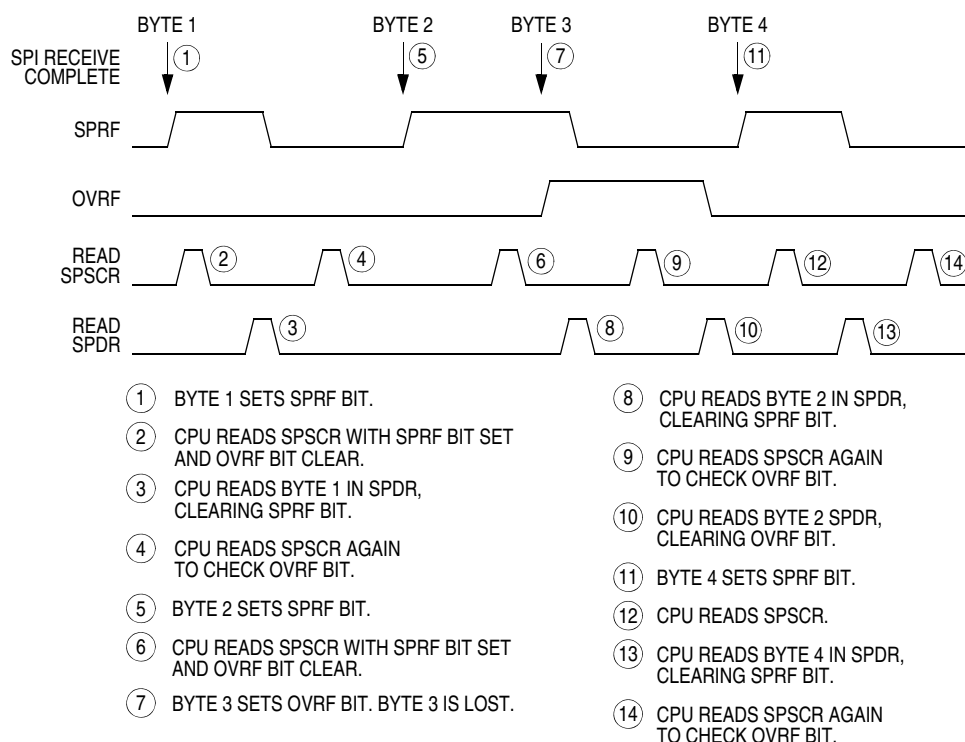 BYTE 1 BYTE 2 BYTE 3 BYTE 4
SPI RECEIVE
COMPLETE
1 5 7 11
SPRF
OVRF
READ
SPSCR
2 4 6 9 12 14
READ
SPDR
3 8 10 13
1 BYTE 1 SETS SPRF BIT.
2 CPU READS SPSCR WITH SPRF BIT SET
AND OVRF BIT CLEAR.
3 CPU READS BYTE 1 IN SPDR,
CLEARING SPRF BIT.
4 CPU READS SPSCR AGAIN
TO CHECK OVRF BIT.
5 BYTE 2 SETS SPRF BIT.
6 CPU READS SPSCR WITH SPRF BIT SET
AND OVRF BIT CLEAR.
7 BYTE 3 SETS OVRF BIT. BYTE 3 IS LOST.
8 CPU READS BYTE 2 IN SPDR,
CLEARING SPRF BIT.
9 CPU READS SPSCR AGAIN
TO CHECK OVRF BIT.
10 CPU READS BYTE 2 SPDR,
CLEARING OVRF BIT.
11 BYTE 4 SETS SPRF BIT.
12 CPU READS SPSCR.
13 CPU READS BYTE 4 IN SPDR,
CLEARING SPRF BIT.
14 CPU READS SPSCR AGAIN
TO CHECK OVRF BIT.